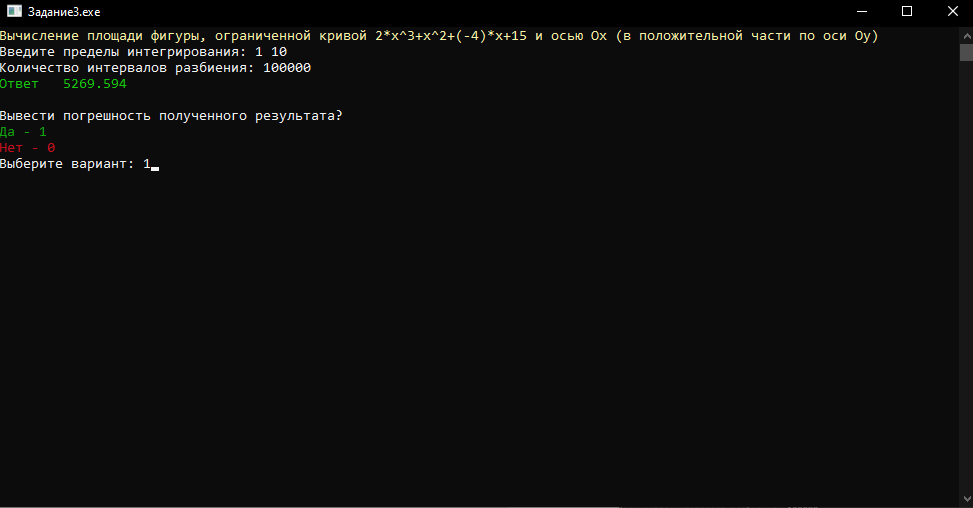 Задание3.exe
Вычисление площади фигуры, ограниченной кривой 2*x^3+x^2+(-4)*x+15 и осью Ox (в положительной части по оси Oy)
Введите пределы интегрирования: 1 10
Количество интервалов разбиения: 100000
Ответ   5269.594
Вывести погрешность полученного результата?
Да - 1
Нет - 0
Выберите вариант: 1